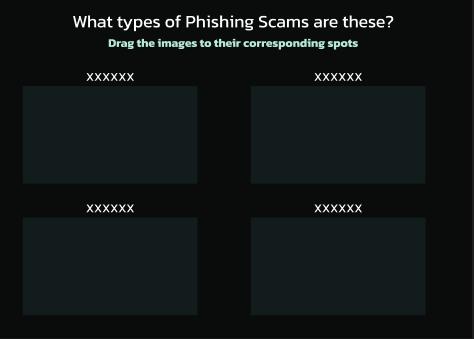 What types of Phishing Scams are these?
Drag the images to their corresponding spots
xxxxxx xxxxxx
xxxxxx xxxxxx